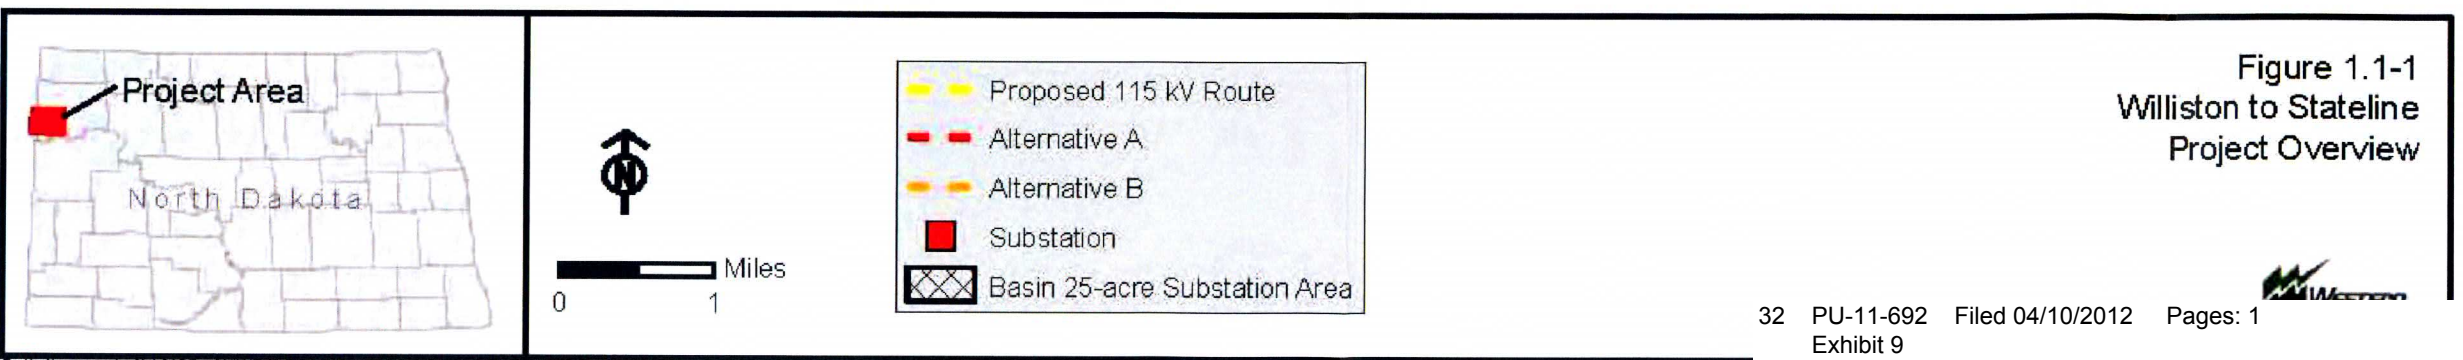 Project Area
North Dakota
N
Miles
0 1
Proposed 115 kV Route
Alternative A
Alternative B
Substation
Basin 25-acre Substation Area
Figure 1.1-1
Williston to Stateline
Project Overview
32 PU-11-692 Filed 04/10/2012 Pages: 1
Exhibit 9